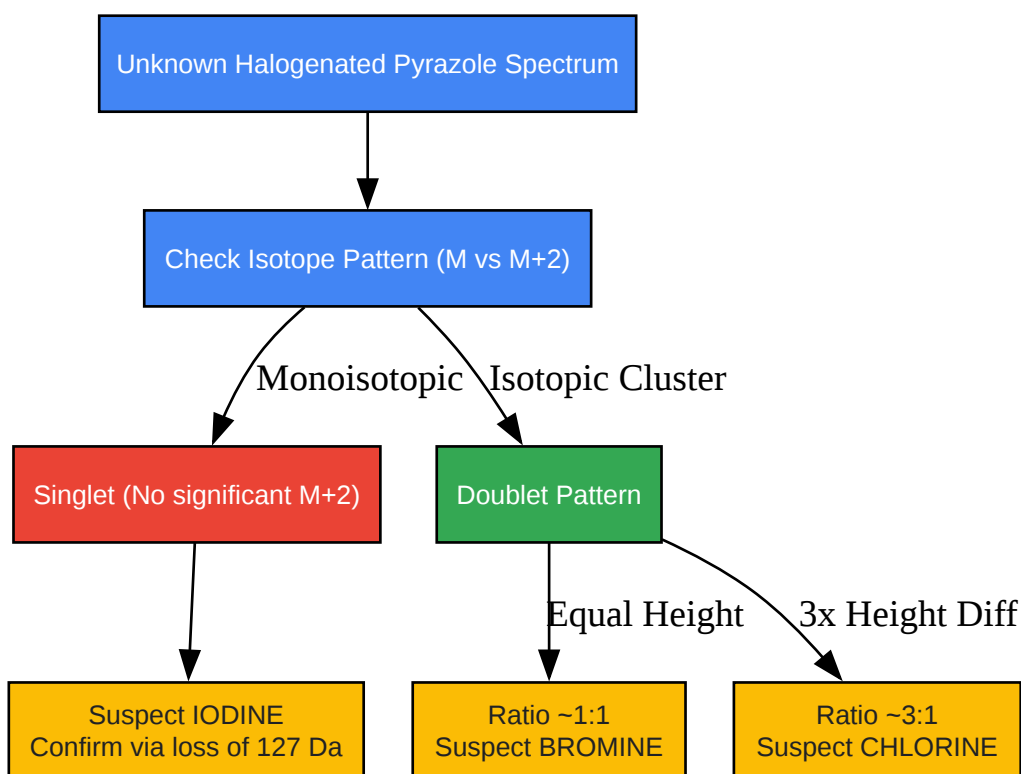 Unknown Halogenated Pyrazole Spectrum
Check Isotope Pattern (M vs M+2)
Monoisotopic
Isotopic Cluster
Singlet (No significant M+2)
Doublet Pattern
Equal Height
3x Height Diff
Suspect IODINE
Confirm via loss of 127 Da
Ratio ~1:1
Suspect BROMINE
Ratio ~3:1
Suspect CHLORINE